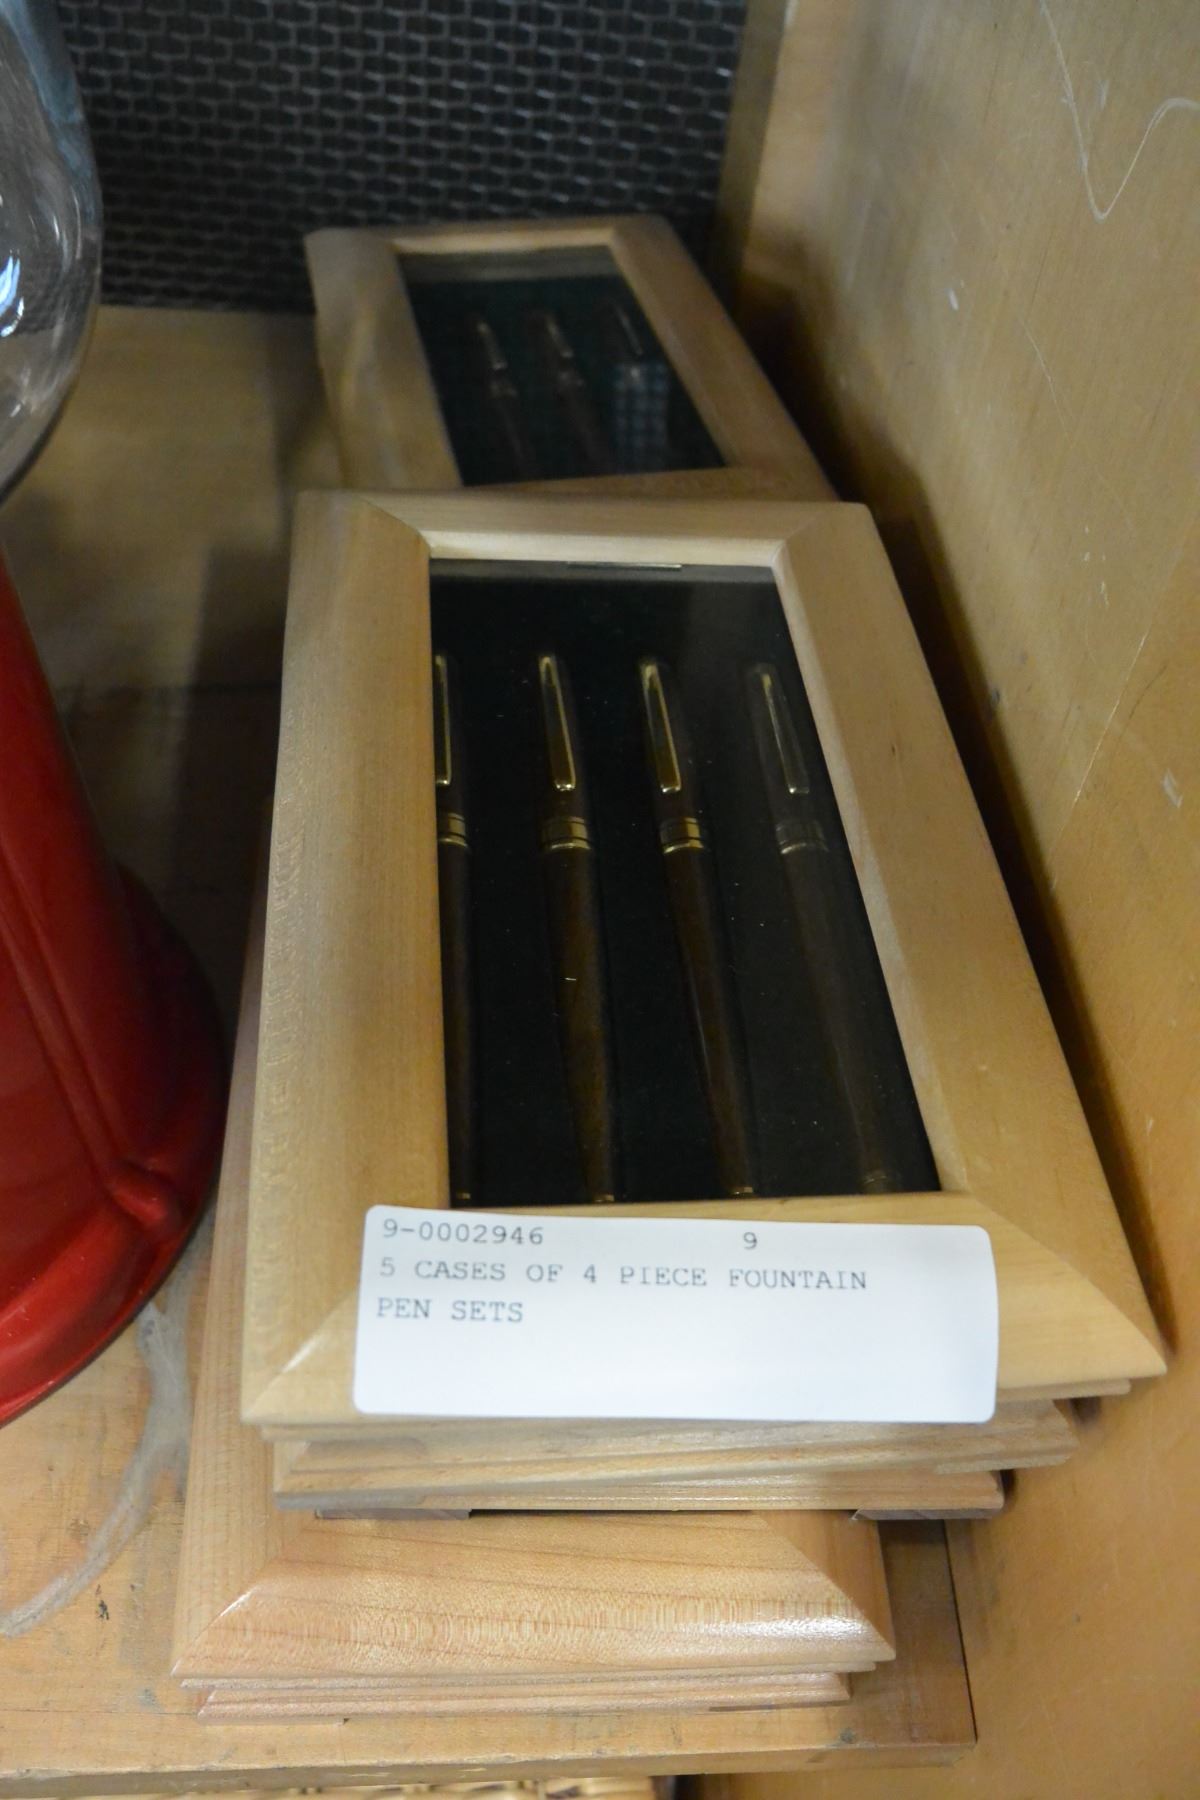 9-0002946 9
5 CASES OF 4 PIECE FOUNTAIN
PEN SETS